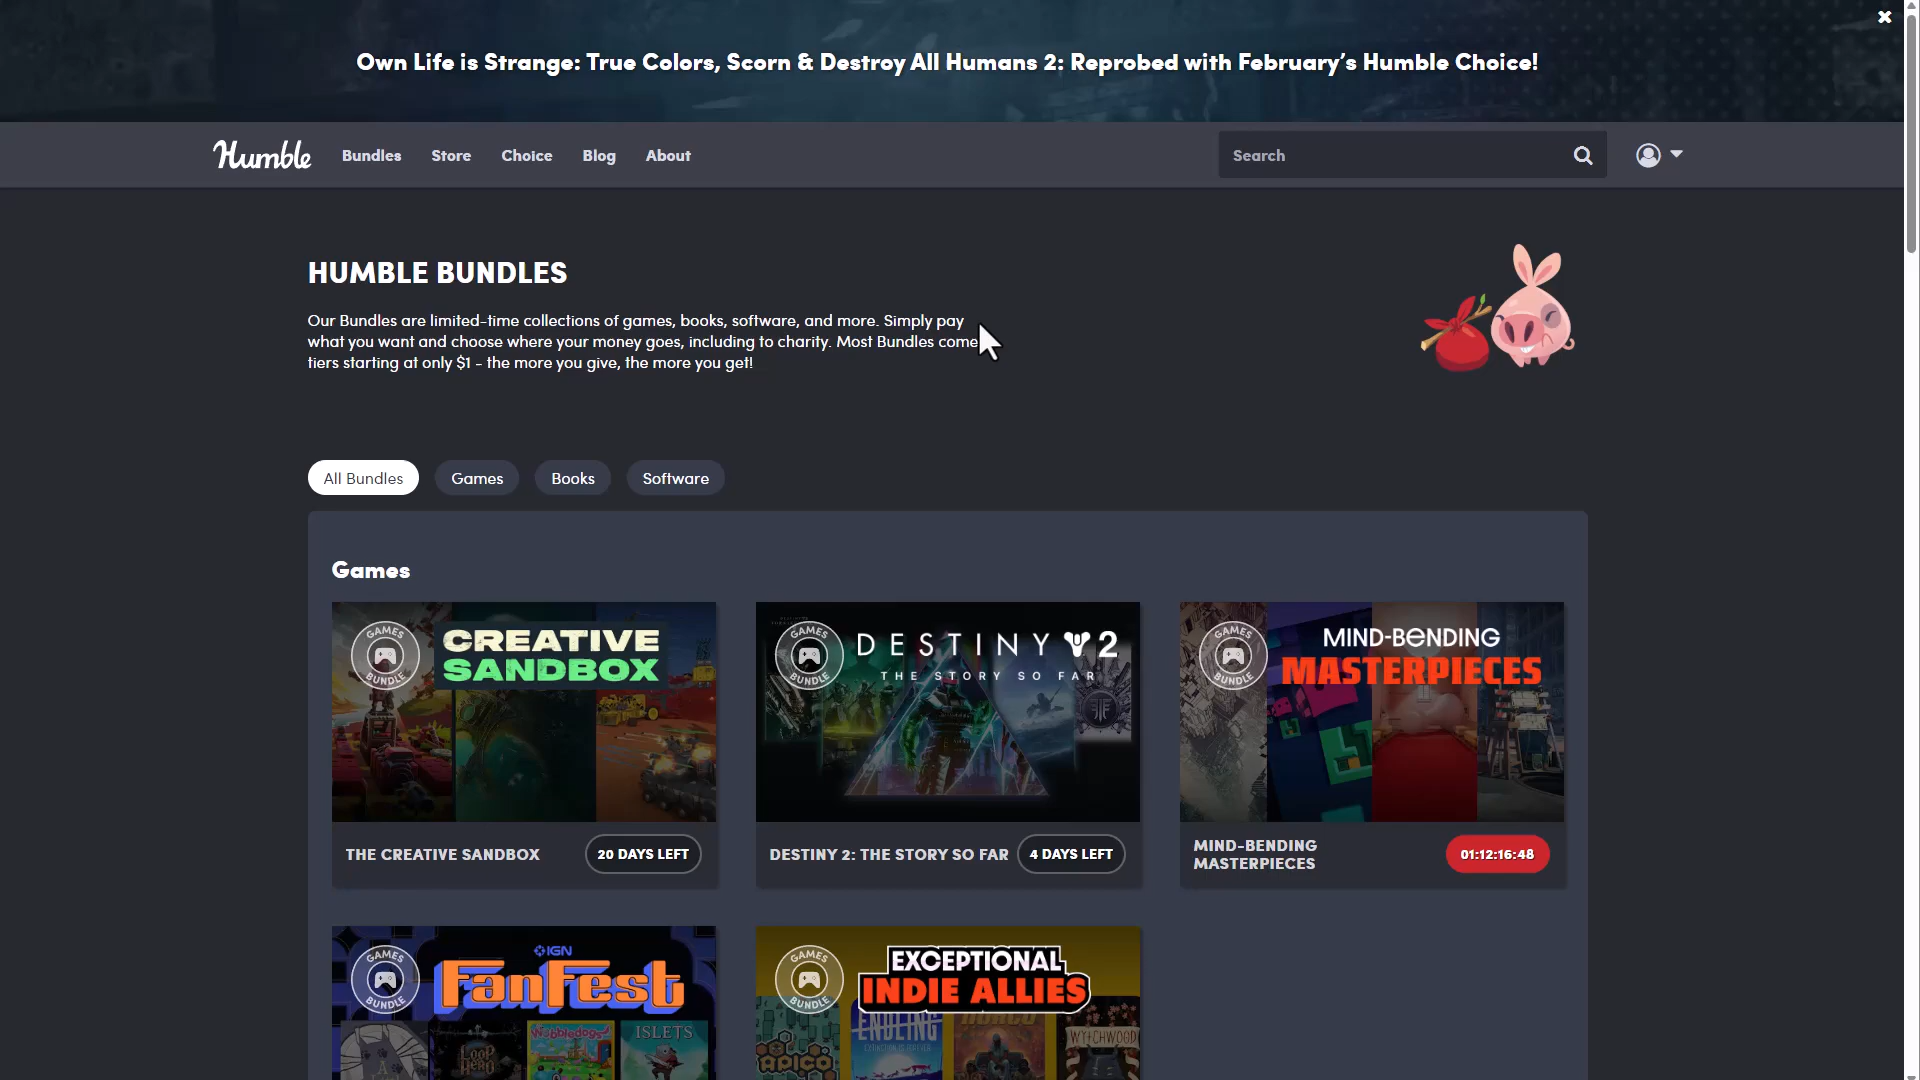 Own Life is Strange: True Colors, Scorn & Destroy All Humans 2: Reprobed with February's Humble Choice!
Humble
Bundles
Store
Choice
Blog
About
Search
HUMBLE BUNDLES
Our Bundles are limited-time collections of games, books, software, and more. Simply pay
what you want and choose where your money goes, including to charity. Most Bundles come
tiers starting at only $1 - the more you give, the more you get!
All Bundles
Games
Books
Software
Games
GAMES BUNDLE
CREATIVE
SANDBOX
GAMES BUNDLE
DESTINY 2
THE STORY SO FAR
GAMES BUNDLE
MIND-BENDING
MASTERPIECES
THE CREATIVE SANDBOX
20 DAYS LEFT
DESTINY 2: THE STORY SO FAR
4 DAYS LEFT
MIND-BENDING
MASTERPIECES
01:12:16:48
GAMES BUNDLE
IGN
FanFest
Loop
HERO
Wobbledogs
ISLETS
GAMES BUNDLE
EXCEPTIONAL
INDIE ALLIES
APICO
ENDLING
WYTCHWOOD